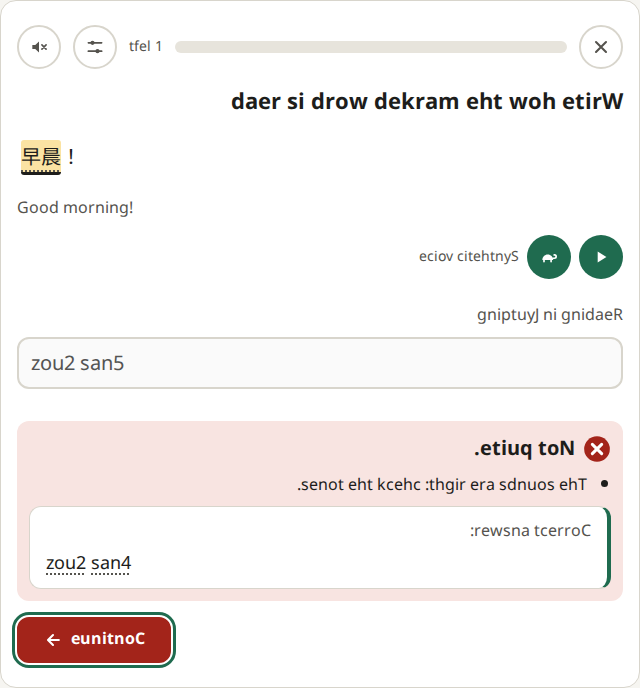 tfel 1
daer si drow dekram eht woh etirW
早晨！
Good morning!
eciov citehtnyS
gniptuyJ ni gnidaeR
zou2 san5
.etiuq toN
.senot eht kcehc :thgir era sdnuos ehT
:rewsna tcerroC
zou2 san4
eunitnoC